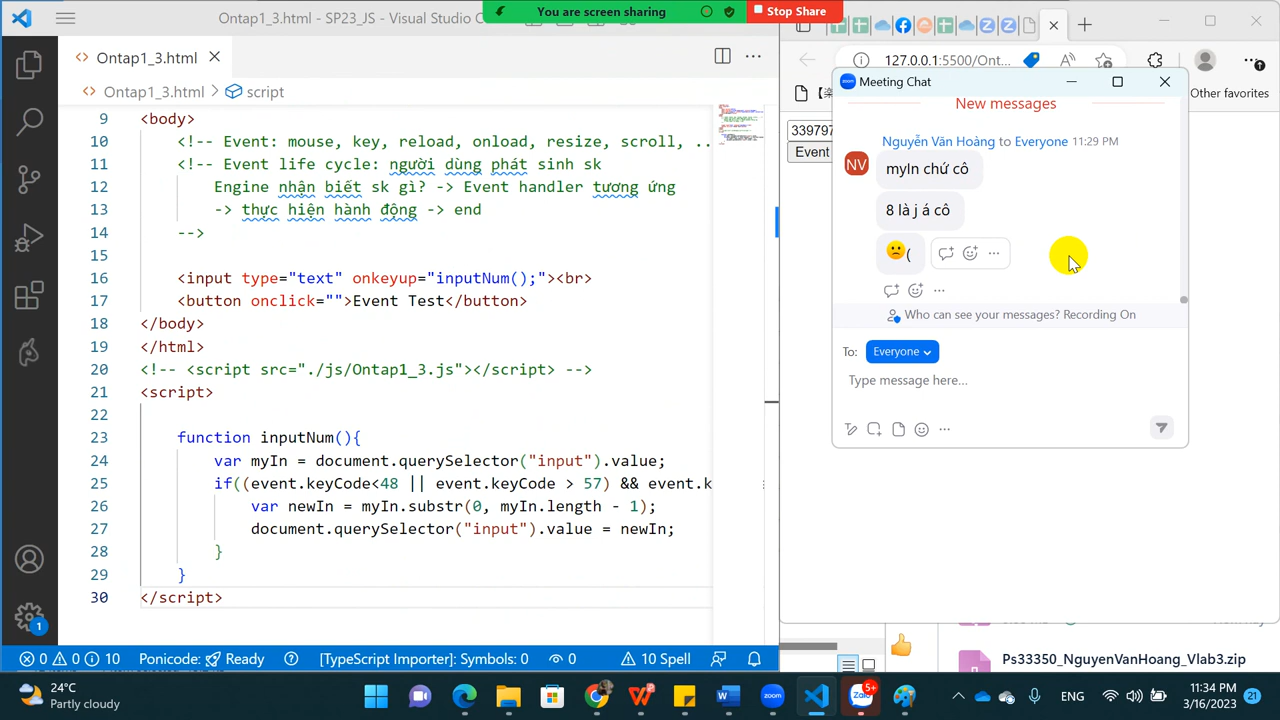 Ontap1_3.html - SP23_JS - Visual Studio C
You are screen sharing
Stop Share
Ontap1_3.html
Ontap1_3.html > script
9 <body>
10 <!-- Event: mouse, key, reload, onload, resize, scroll, ..
11 <!-- Event life cycle: người dùng phát sinh sk
12 Engine nhận biết sk gì? -> Event handler tương ứng
13 -> thực hiện hành động -> end
14 -->
15
16 <input type="text" onkeyup="inputNum();"><br>
17 <button onclick="">Event Test</button>
18 </body>
19 </html>
20 <!-- <script src="./js/Ontap1_3.js"></script> -->
21 <script>
22
23 function inputNum(){
24 var myIn = document.querySelector("input").value;
25 if((event.keyCode<48 || event.keyCode > 57) && event.k
26 var newIn = myIn.substr(0, myIn.length - 1);
27 document.querySelector("input").value = newIn;
28 }
29 }
30 </script>
1
0 0 10 Ponicode: Ready [TypeScript Importer]: Symbols: 0 0 10 Spell
127.0.0.1:5500/Ont...
Other favorites
339797
Event
Meeting Chat
New messages
Nguyễn Văn Hoàng to Everyone 11:29 PM
NV
myIn chứ cô
8 là j á cô
(
Who can see your messages? Recording On
To: Everyone
Type message here...
Ps33350_NguyenVanHoang_Vlab3.zip
24°C
Partly cloudy
5+
ENG
11:34 PM
3/16/2023
21